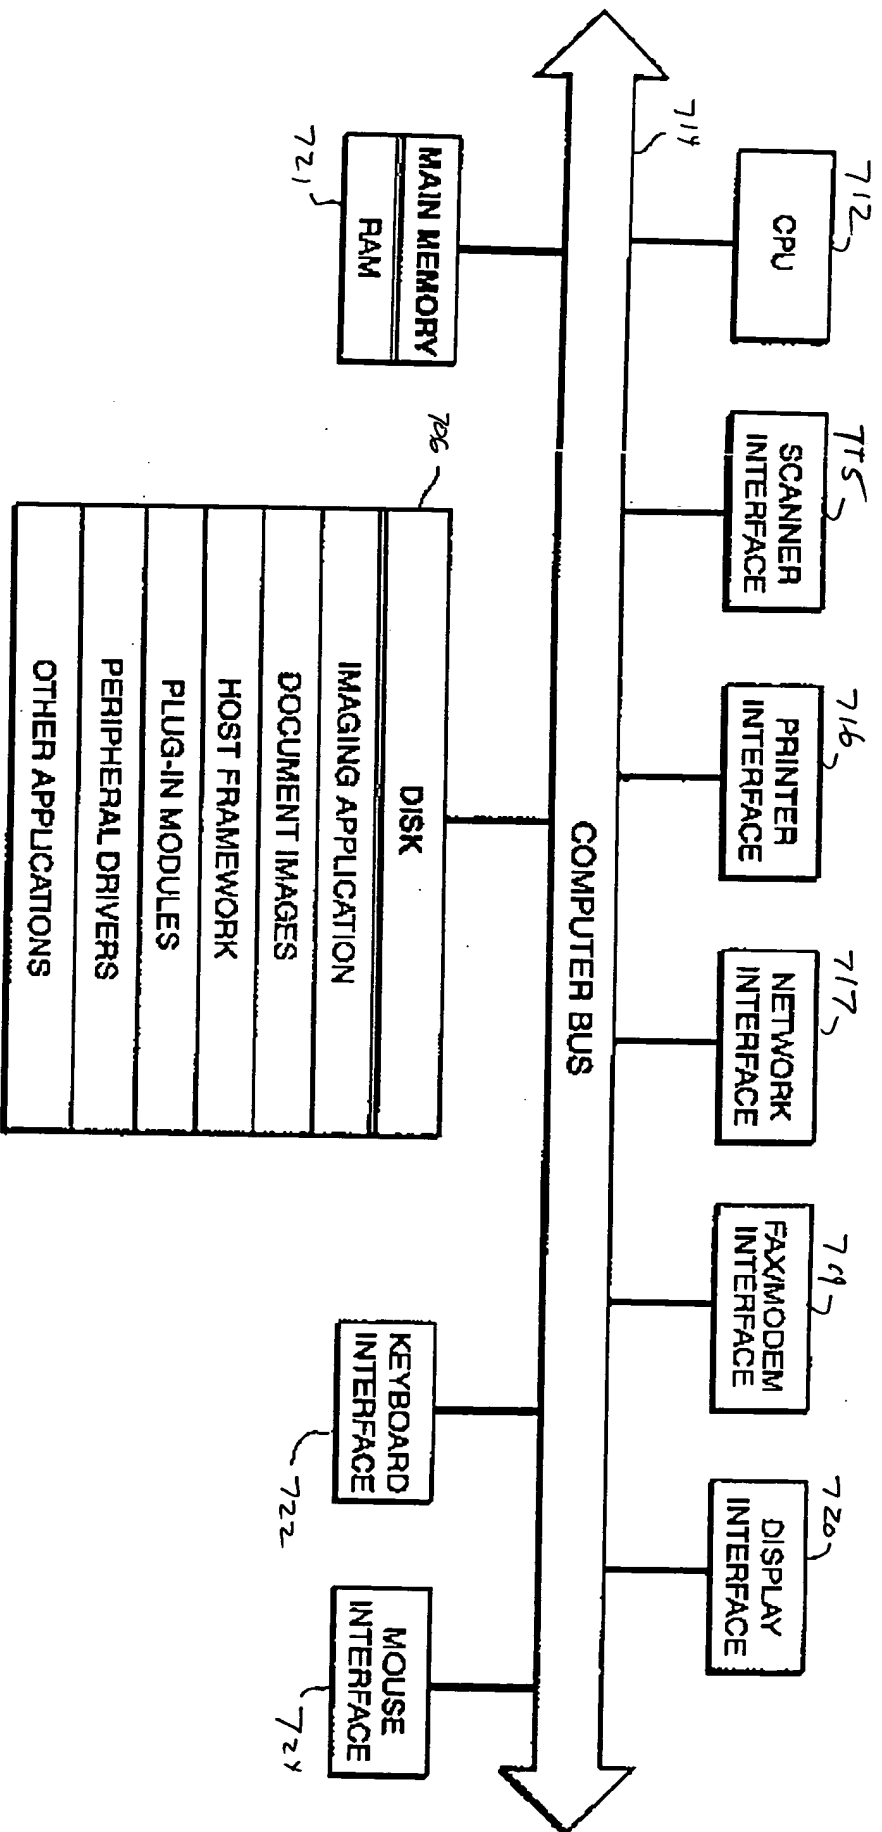 712
CPU
715
SCANNER
INTERFACE
716
PRINTER
INTERFACE
717
NETWORK
INTERFACE
719
FAX/MODEM
INTERFACE
720
DISPLAY
INTERFACE
714
COMPUTER BUS
MAIN MEMORY
RAM
721
706
DISK
IMAGING APPLICATION
DOCUMENT IMAGES
HOST FRAMEWORK
PLUG-IN MODULES
PERIPHERAL DRIVERS
OTHER APPLICATIONS
KEYBOARD
INTERFACE
722
MOUSE
INTERFACE
724